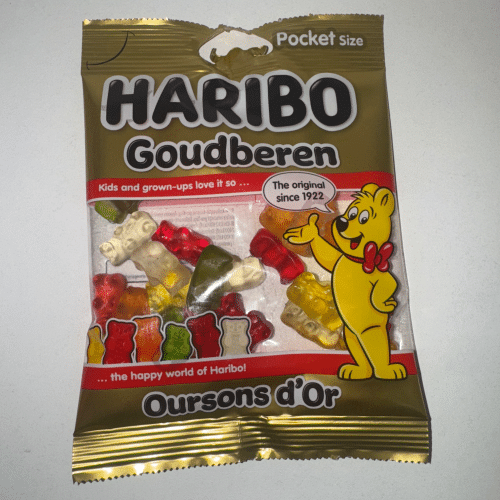 Pocket Size
HARIBO
Goudberen
Kids and grown-ups love it so ...
The original
since 1922
... the happy world of Haribo!
Oursons d'Or